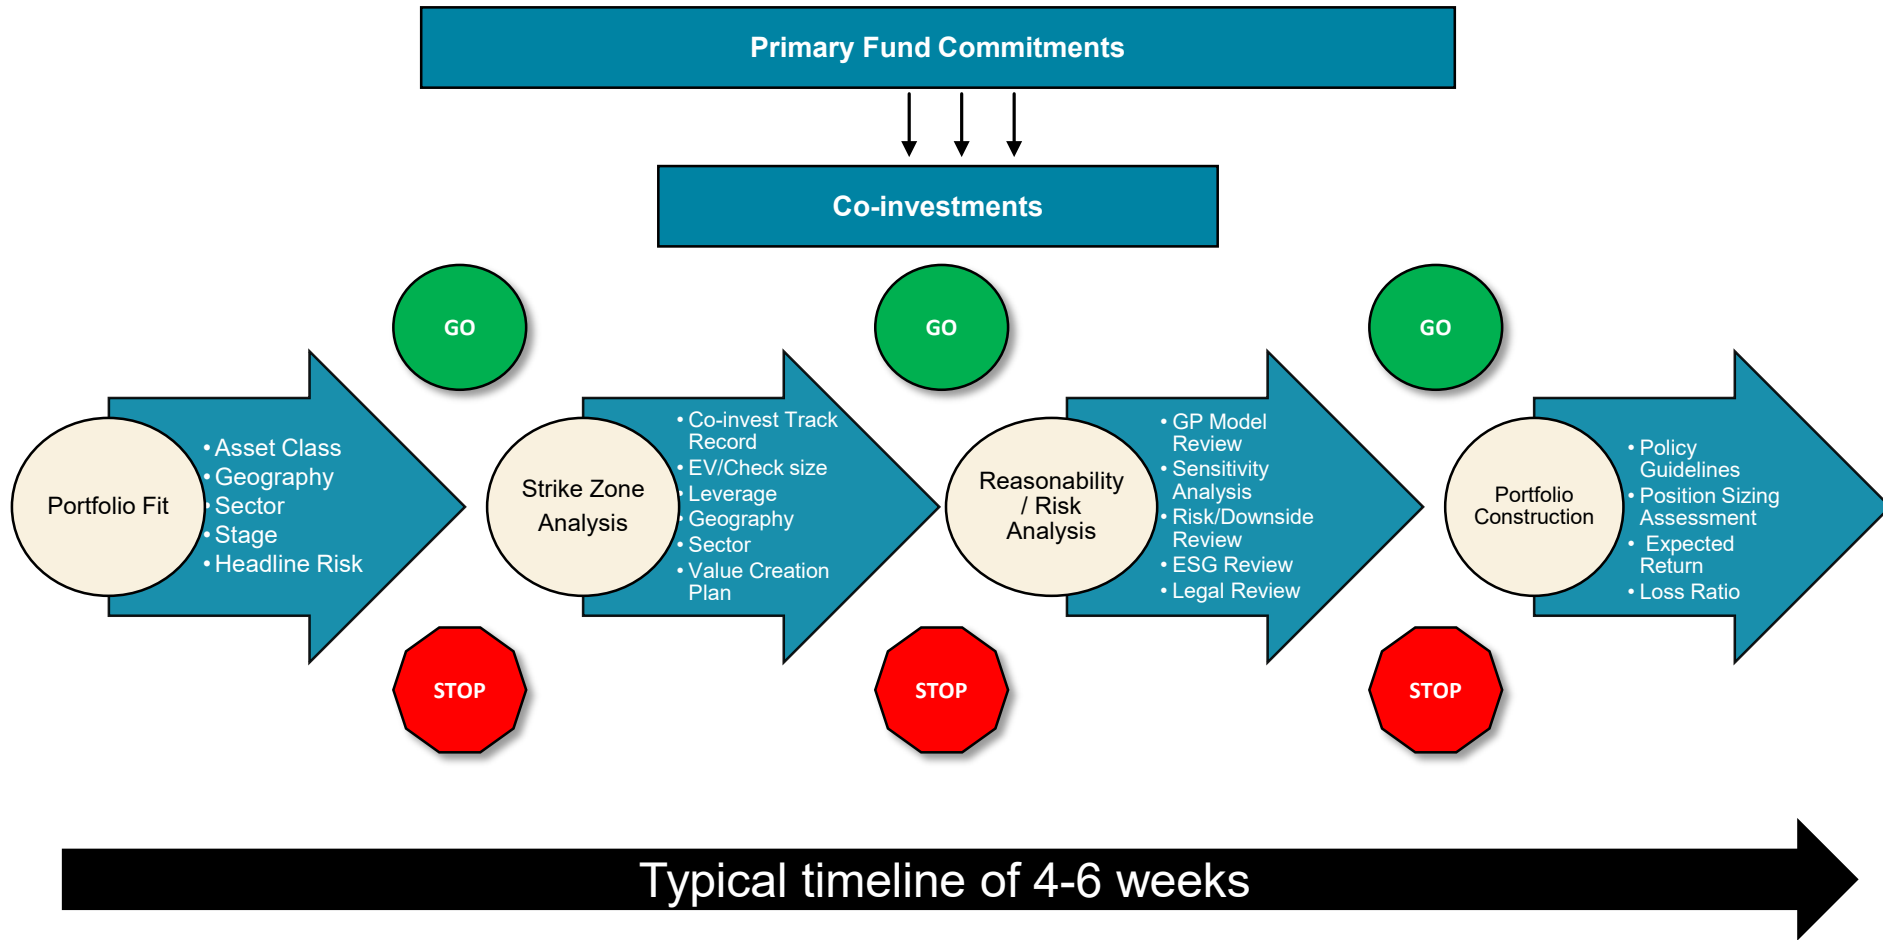 Primary Fund Commitments
Co-investments
GO
GO
GO
Portfolio Fit
• Asset Class
• Geography
• Sector
• Stage
• Headline Risk
Strike Zone
Analysis
• Co-invest Track
Record
• EV/Check size
• Leverage
• Geography
• Sector
• Value Creation
Plan
Reasonability
/ Risk
Analysis
• GP Model
Review
• Sensitivity
Analysis
• Risk/Downside
Review
• ESG Review
• Legal Review
Portfolio
Construction
• Policy
Guidelines
• Position Sizing
Assessment
• Expected
Return
• Loss Ratio
STOP
STOP
STOP
Typical timeline of 4-6 weeks